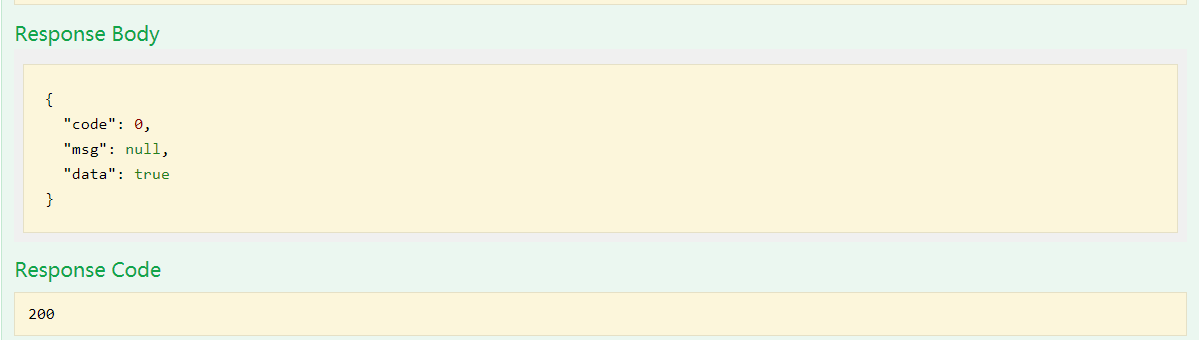 Response Body
{
"code": 0,
"msg": null,
"data": true
}
Response Code
200